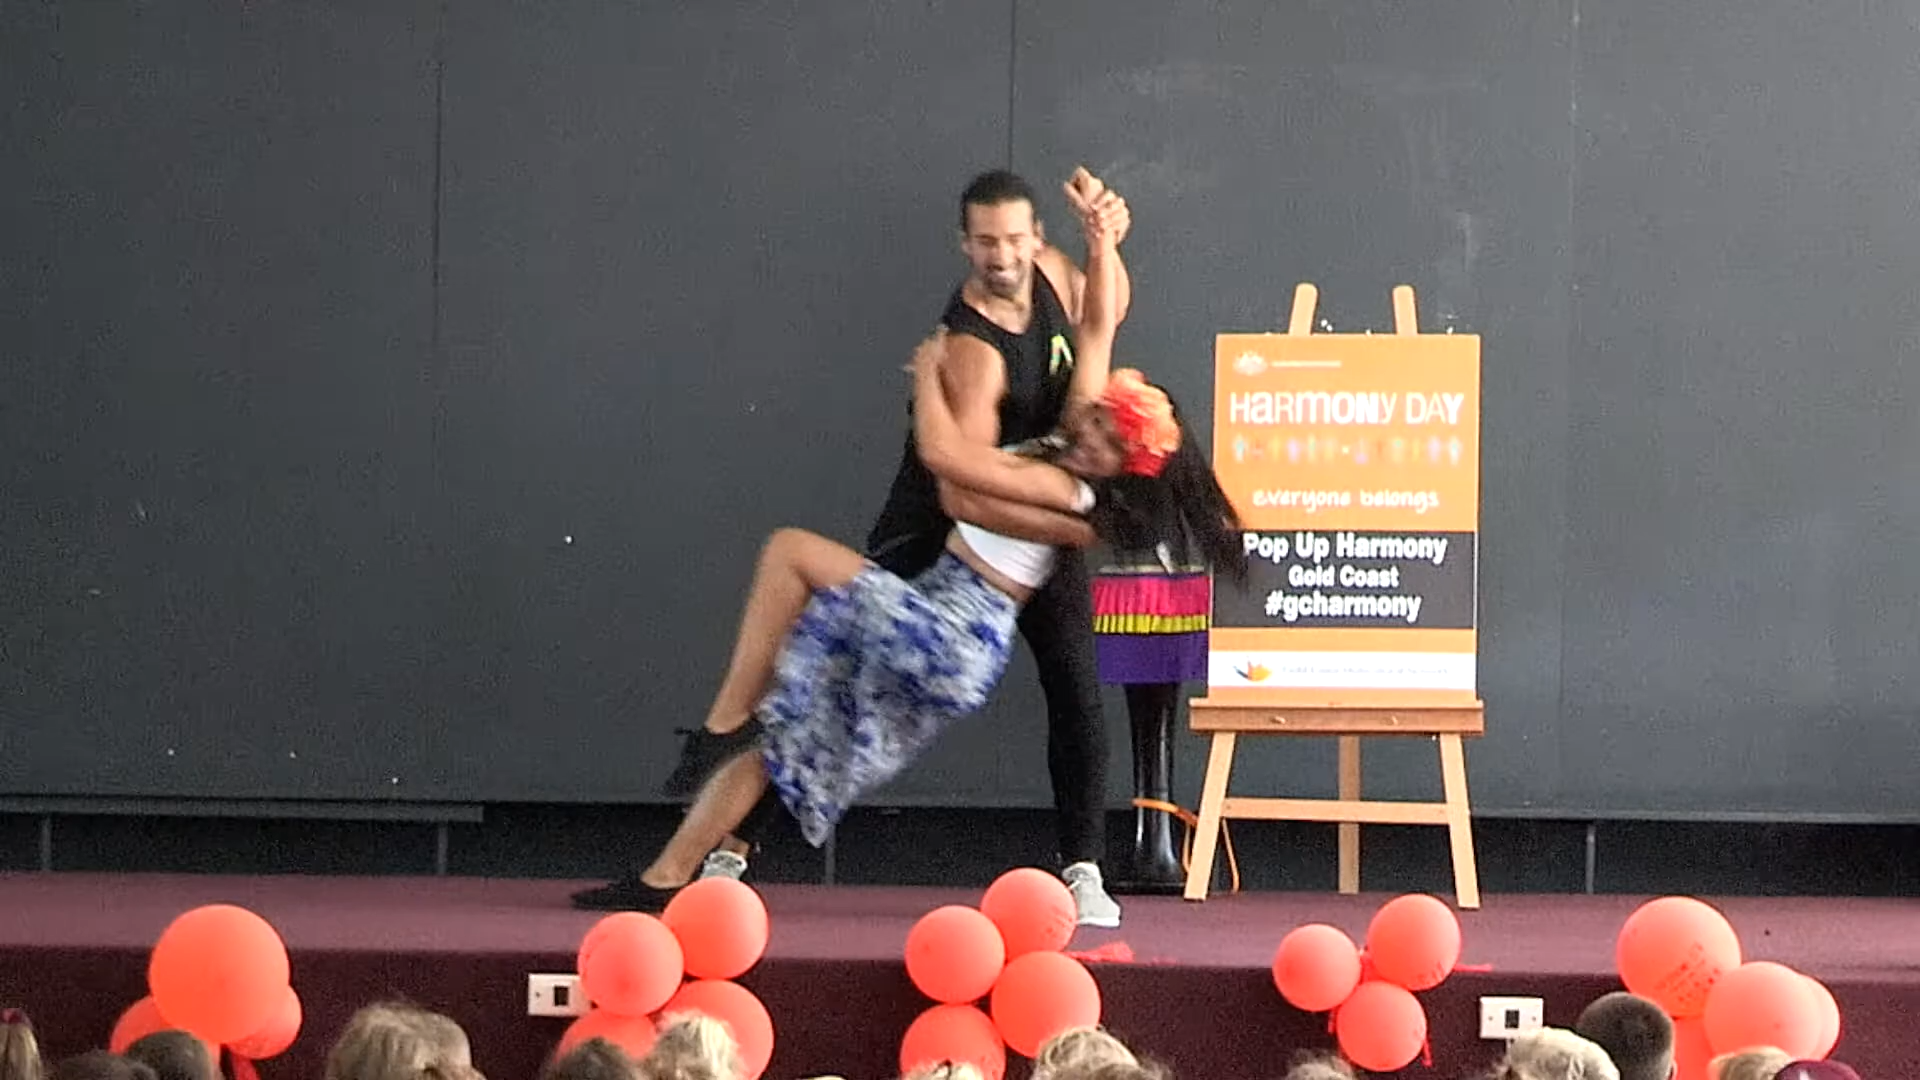 HARMONY DAY
everyone belongs
Pop Up Harmony
Gold Coast
#gcharmony